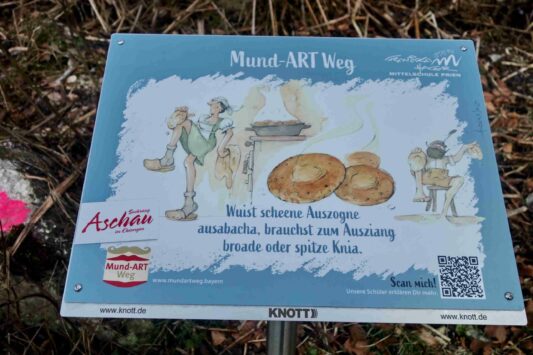 Mund-ART Weg
MITTELSCHULE PRIEN
Wuist scheene Auszogne
ausabacha, brauchst zum Ausziang
broade oder spitze Knia.
Aschau
im Chiemgau
Mund-ART
Weg
www.mundartweg.bayern
Scan mich!
Unsere Schüler erklären Dir mehr.
www.knott.de
KNOTT
www.knott.de